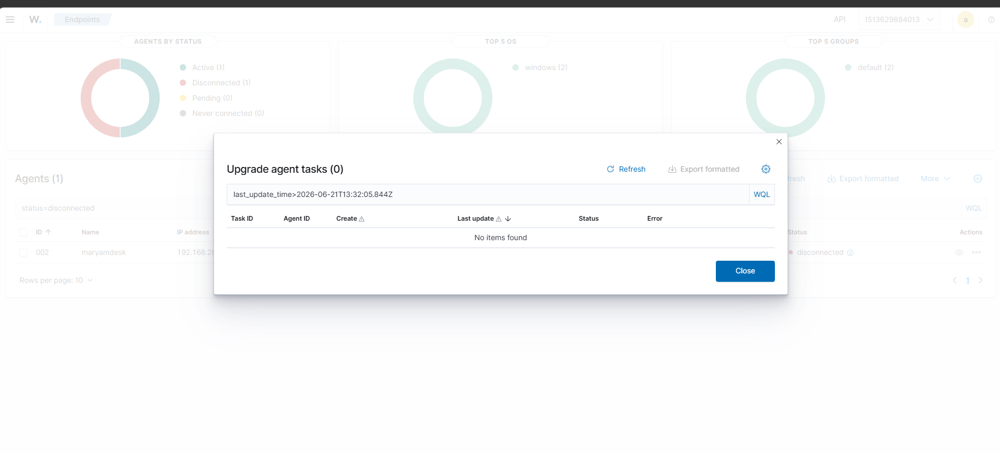 W. Endpoints API 1513629884013 a
AGENTS BY STATUS
Active (1)
Disconnected (1)
Pending (0)
Never connected (0)
TOP 5 OS
windows (2)
TOP 5 GROUPS
default (2)
Agents (1)
fresh Export formatted More
status=disconnected WQL
ID Name IP address Status Actions
002 maryamdesk 192.168.28 disconnected
Rows per page: 10 1
Upgrade agent tasks (0) Refresh Export formatted
last_update_time>2026-06-21T13:32:05.844Z WQL
Task ID Agent ID Create Last update Status Error
No items found
Close